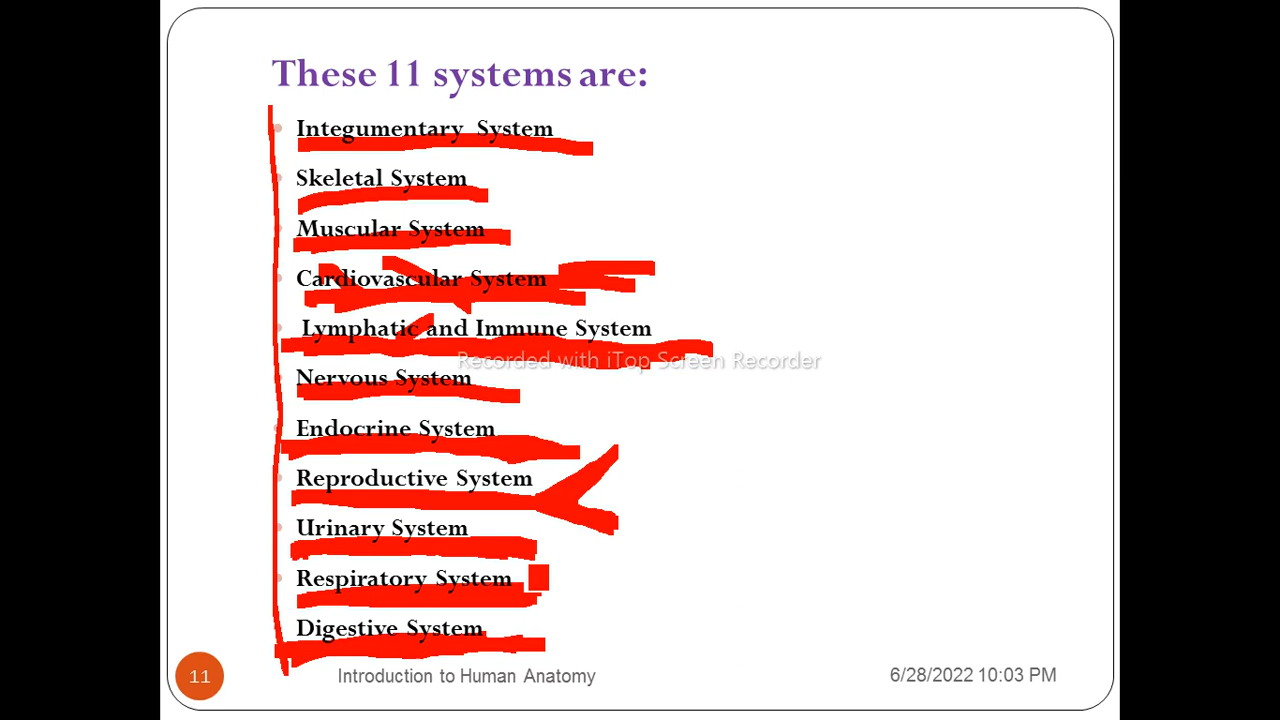 These 11 systems are:
Integumentary System
Skeletal System
Muscular System
Cardiovascular System
Lymphatic and Immune System
Recorded with iTop Screen Recorder
Nervous System
Endocrine System
Reproductive System
Urinary System
Respiratory System
Digestive System
11
Introduction to Human Anatomy
6/28/2022 10:03 PM